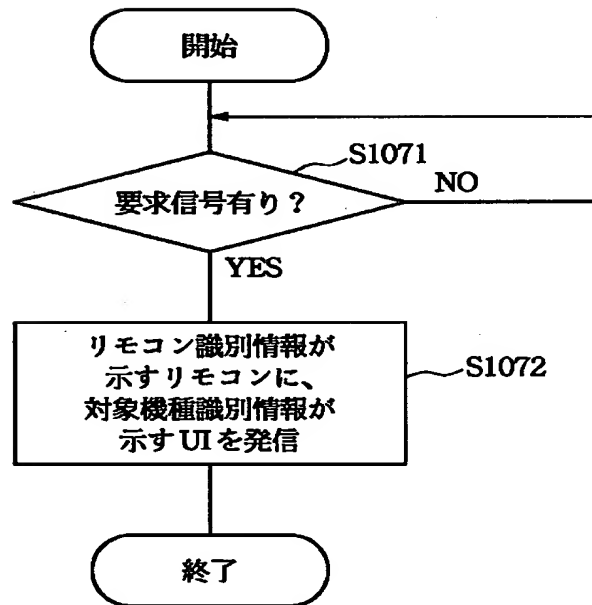 開始
S1071
要求信号有り？
NO
YES
リモコン識別情報が
示すリモコンに、
対象機種識別情報が
示すUIを発信
S1072
終了